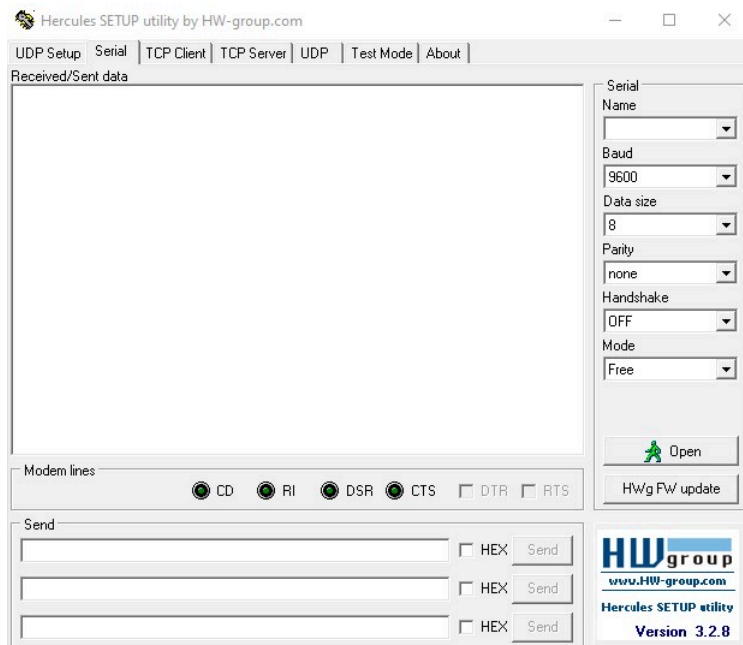 Hercules SETUP utility by HW-group.com
UDP Setup Serial TCP Client TCP Server UDP Test Mode About
Received/Sent data
Serial
Name
Baud
9600
Data size
8
Parity
none
Handshake
OFF
Mode
Free
Open
HWg FW update
Modem lines
CD RI DSR CTS DTR RTS
Send
HEX Send
HEX Send
HEX Send
HWgroup
www.HW-group.com
Hercules SETUP utility
Version 3.2.8